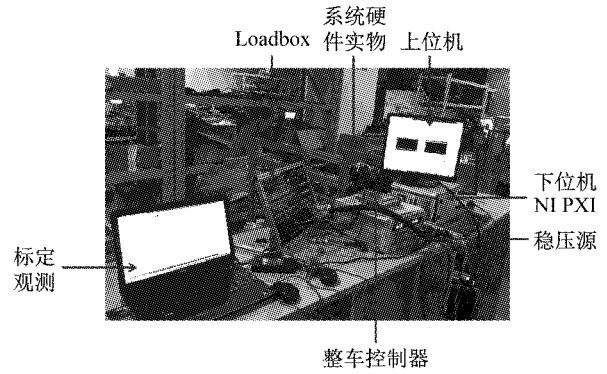 系统硬
Loadbox 件实物 上位机
下位机
NI PXI
稳压源
标定
观测
整车控制器